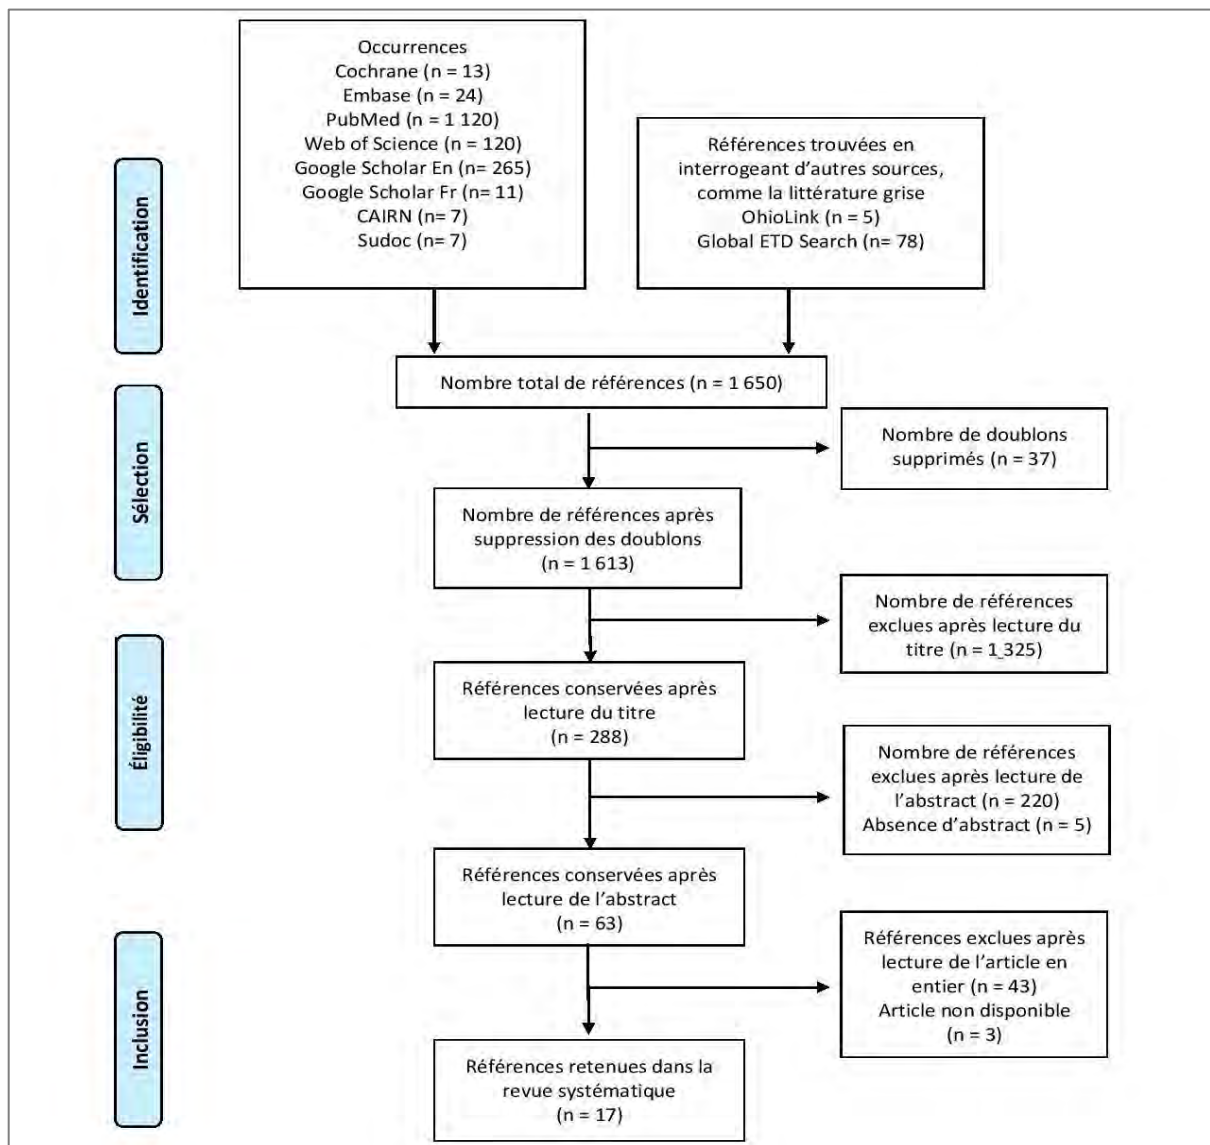 Occurrences
Cochrane (n = 13)
Embase (n = 24)
PubMed (n = 1 120)
Web of Science (n = 120)
Google Scholar En (n= 265)
Google Scholar Fr (n= 11)
CAIRN (n= 7)
Sudoc (n= 7)
Références trouvées en
interrogeant d'autres sources,
comme la littérature grise
OhioLink (n = 5)
Global ETD Search (n= 78)
Identification
Nombre total de références (n = 1 650)
Sélection
Nombre de doublons
supprimés (n = 37)
Nombre de références après
suppression des doublons
(n = 1 613)
Nombre de références
exclues après lecture du
titre (n = 1_325)
Éligibilité
Références conservées après
lecture du titre
(n = 288)
Nombre de références
exclues après lecture de
l'abstract (n = 220)
Absence d'abstract (n = 5)
Références conservées après
lecture de l'abstract
(n = 63)
Références exclues après
lecture de l'article en
entier (n = 43)
Article non disponible
(n = 3)
Inclusion
Références retenues dans la
revue systématique
(n = 17)